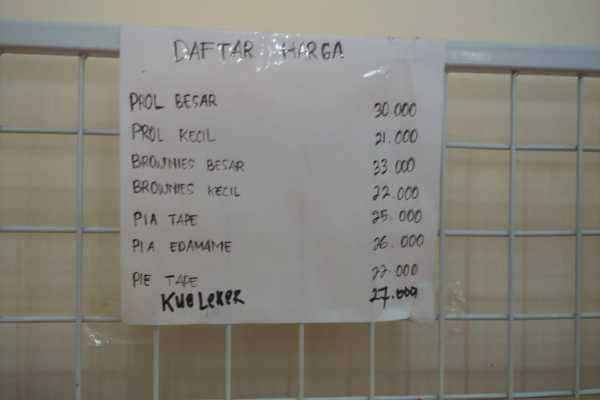 DAFTAR HARGA
PROL BESAR 30.000
PROL KECIL 21.000
BROWNIES BESAR 33.000
BROWNIES KECIL 22.000
PIA TAPE 25.000
PIA EDAMAME 26.000
PIE TAPE 22.000
Kue Leker 27.000